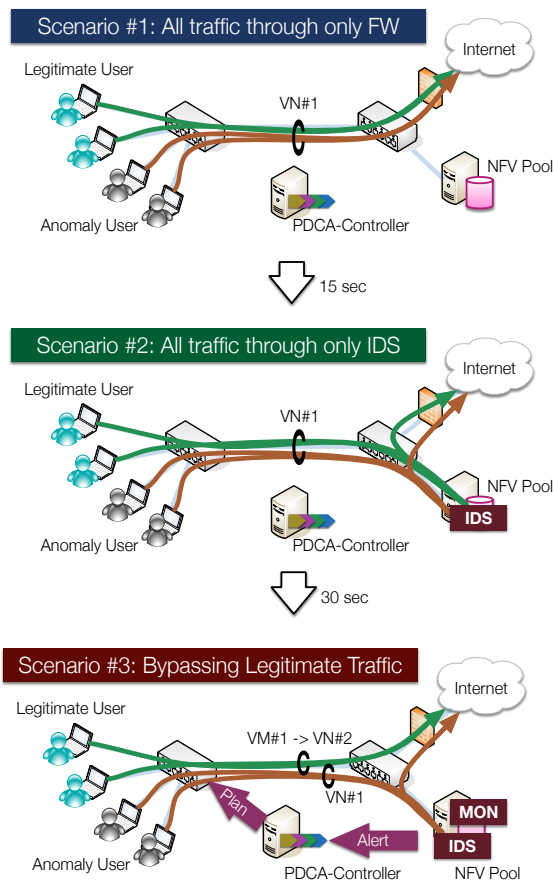 Scenario #1: All traffic through only FW
Internet
Legitimate User
VN#1
NFV Pool
Anomaly User
PDCA-Controller
15 sec
Scenario #2: All traffic through only IDS
Internet
Legitimate User
VN#1
NFV Pool
IDS
Anomaly User
PDCA-Controller
30 sec
Scenario #3: Bypassing Legitimate Traffic
Internet
Legitimate User
VM#1 -> VN#2
VN#1
Plan
MON
Alert
IDS
Anomaly User
PDCA-Controller
NFV Pool